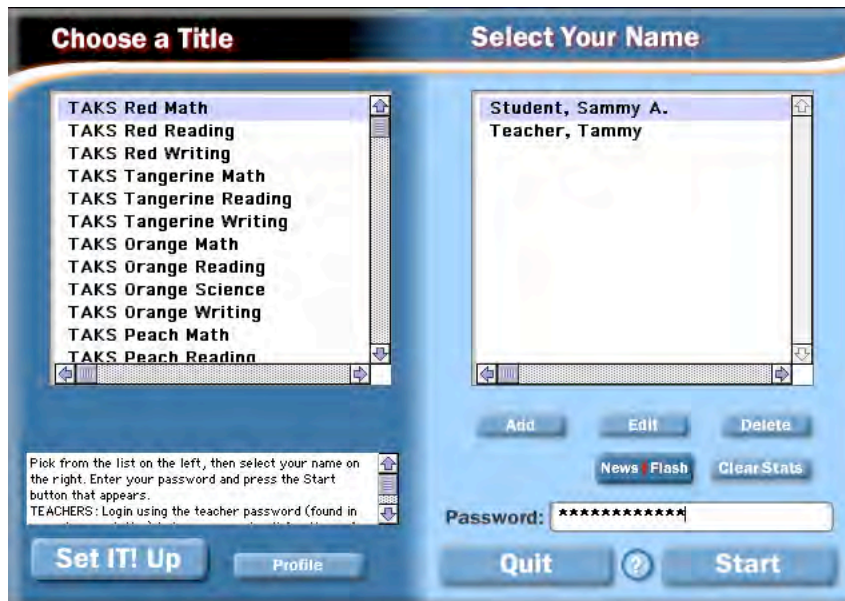 Choose a Title
Select Your Name
TAKS Red Math
TAKS Red Reading
TAKS Red Writing
TAKS Tangerine Math
TAKS Tangerine Reading
TAKS Tangerine Writing
TAKS Orange Math
TAKS Orange Reading
TAKS Orange Science
TAKS Orange Writing
TAKS Peach Math
TAKS Peach Reading
Student, Sammy A.
Teacher, Tammy
Add Edit Delete
News Flash Clear Stats
Pick from the list on the left, then select your name on
the right. Enter your password and press the Start
button that appears.
TEACHERS: Login using the teacher password (found in
Password: ************
Set IT! Up
Profile
Quit ? Start